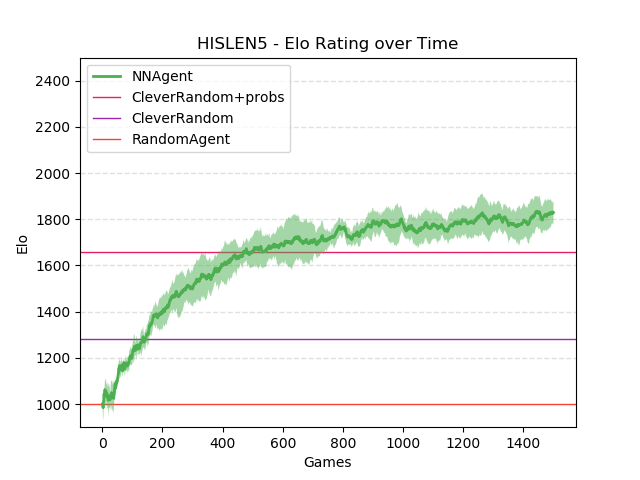 HISLEN5 - Elo Rating over Time
NNAgent
CleverRandom+probs
CleverRandom
RandomAgent
Elo
2400
2200
2000
1800
1600
1400
1200
1000
0 200 400 600 800 1000 1200 1400
Games